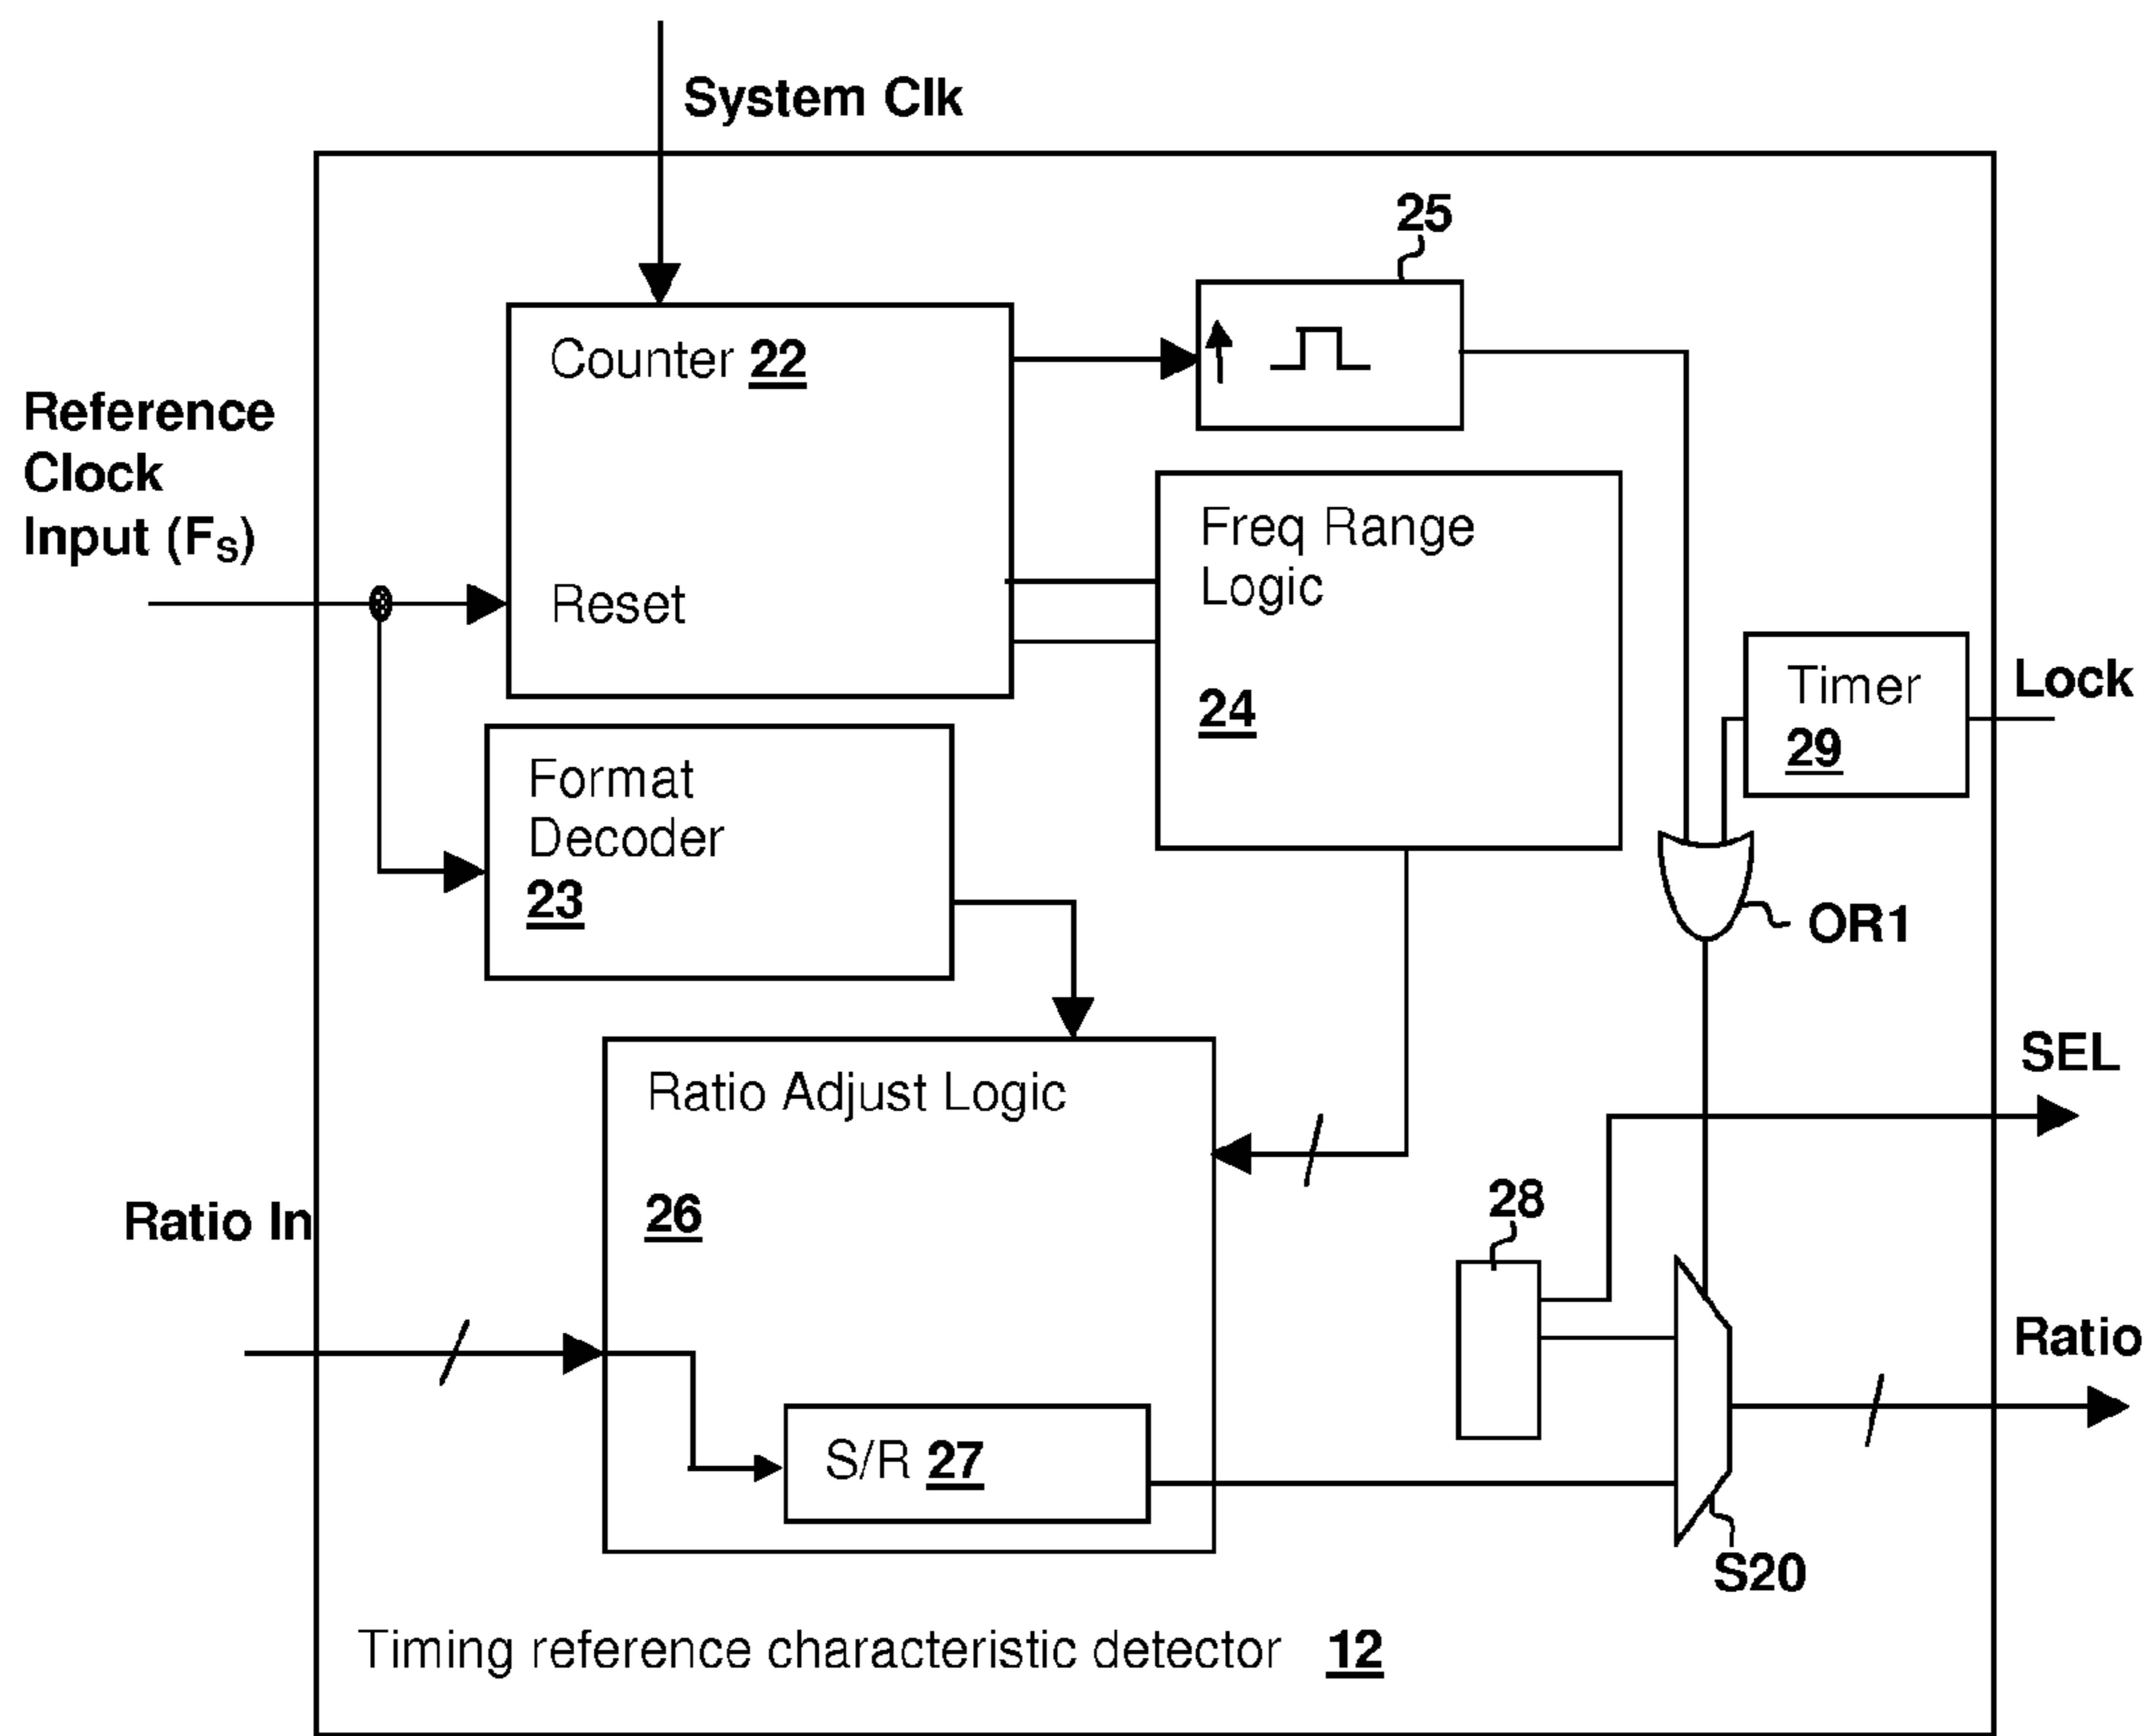 System Clk
25
Counter 22
Reference
Clock
Input (FS)
Freq Range
Logic
Reset
Timer
29
Lock
24
Format
Decoder
23
OR1
SEL
Ratio Adjust Logic
28
Ratio In
26
Ratio
S/R 27
S20
Timing reference characteristic detector 12